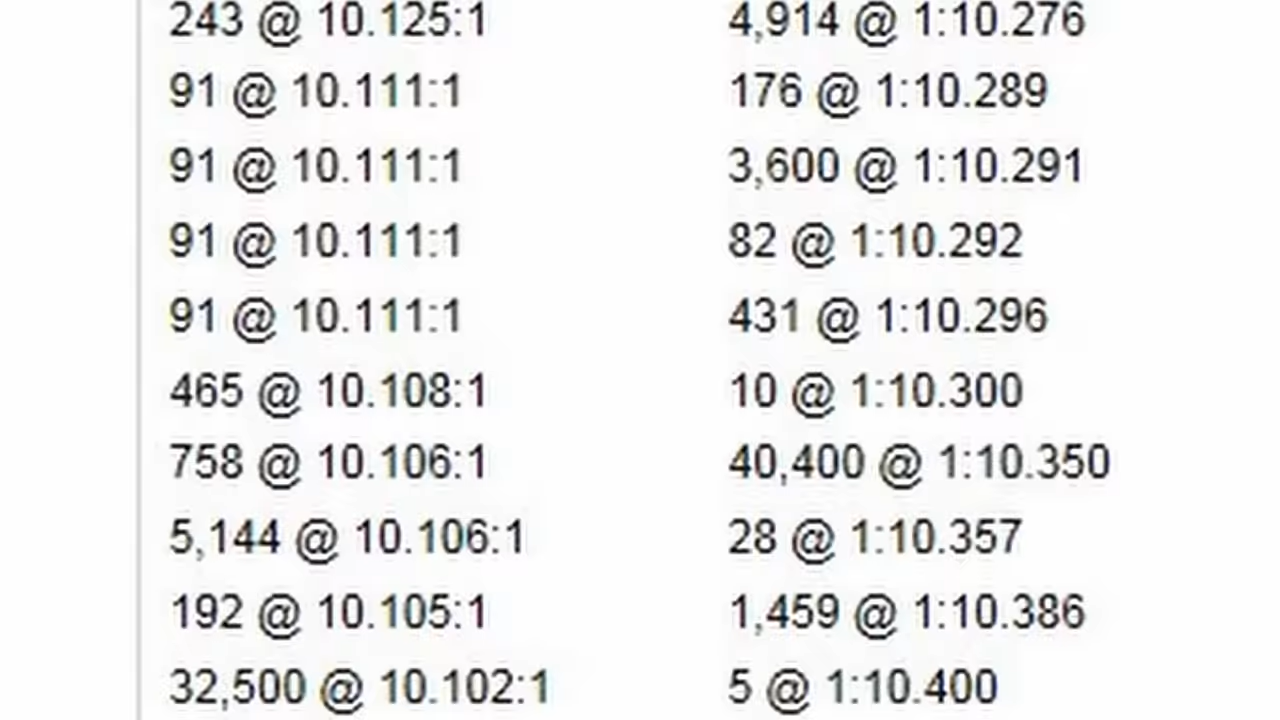 243 @ 10.125:1 4,914 @ 1:10.276
91 @ 10.111:1 176 @ 1:10.289
91 @ 10.111:1 3,600 @ 1:10.291
91 @ 10.111:1 82 @ 1:10.292
91 @ 10.111:1 431 @ 1:10.296
465 @ 10.108:1 10 @ 1:10.300
758 @ 10.106:1 40,400 @ 1:10.350
5,144 @ 10.106:1 28 @ 1:10.357
192 @ 10.105:1 1,459 @ 1:10.386
32,500 @ 10.102:1 5 @ 1:10.400